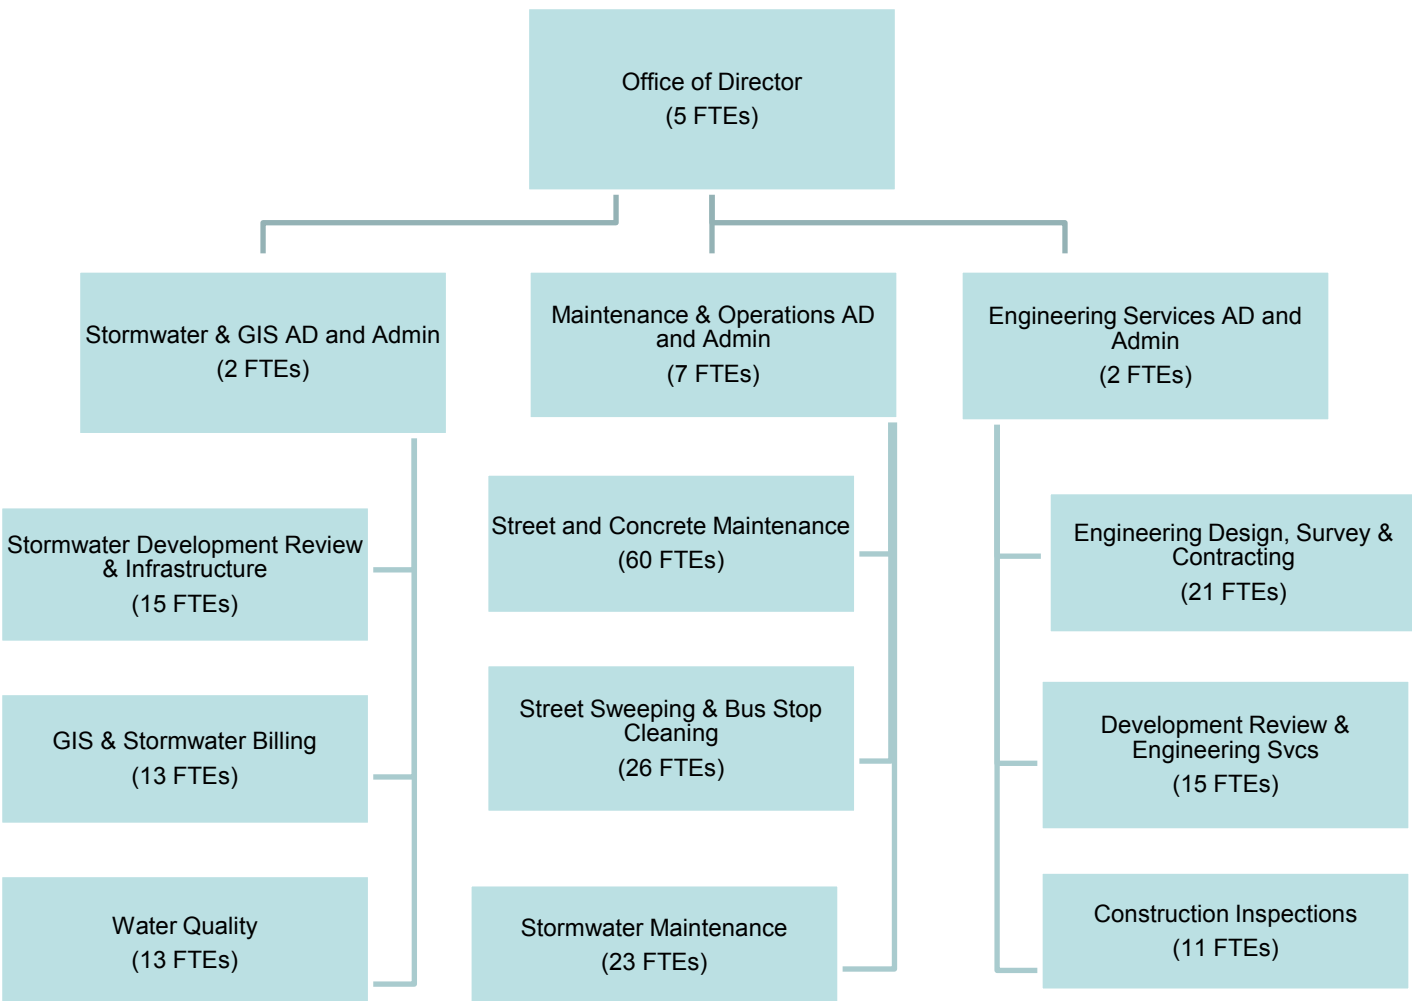 Office of Director
(5 FTEs)
Stormwater & GIS AD and Admin
(2 FTEs)
Maintenance & Operations AD
and Admin
(7 FTEs)
Engineering Services AD and
Admin
(2 FTEs)
Stormwater Development Review
& Infrastructure
(15 FTEs)
GIS & Stormwater Billing
(13 FTEs)
Water Quality
(13 FTEs)
Street and Concrete Maintenance
(60 FTEs)
Street Sweeping & Bus Stop
Cleaning
(26 FTEs)
Stormwater Maintenance
(23 FTEs)
Engineering Design, Survey &
Contracting
(21 FTEs)
Development Review &
Engineering Svcs
(15 FTEs)
Construction Inspections
(11 FTEs)